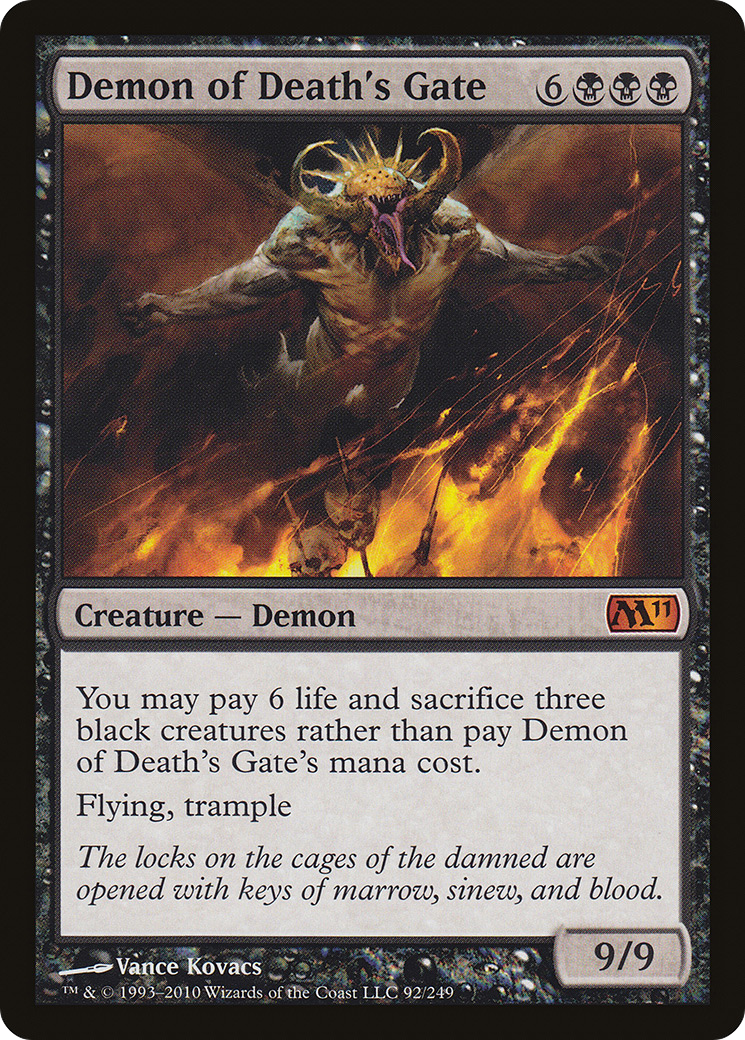 Demon of Death's Gate 6
Creature — Demon
M11
You may pay 6 life and sacrifice three
black creatures rather than pay Demon
of Death's Gate's mana cost.
Flying, trample
The locks on the cages of the damned are
opened with keys of marrow, sinew, and blood.
9/9
Vance Kovacs
™ & © 1993–2010 Wizards of the Coast LLC 92/249